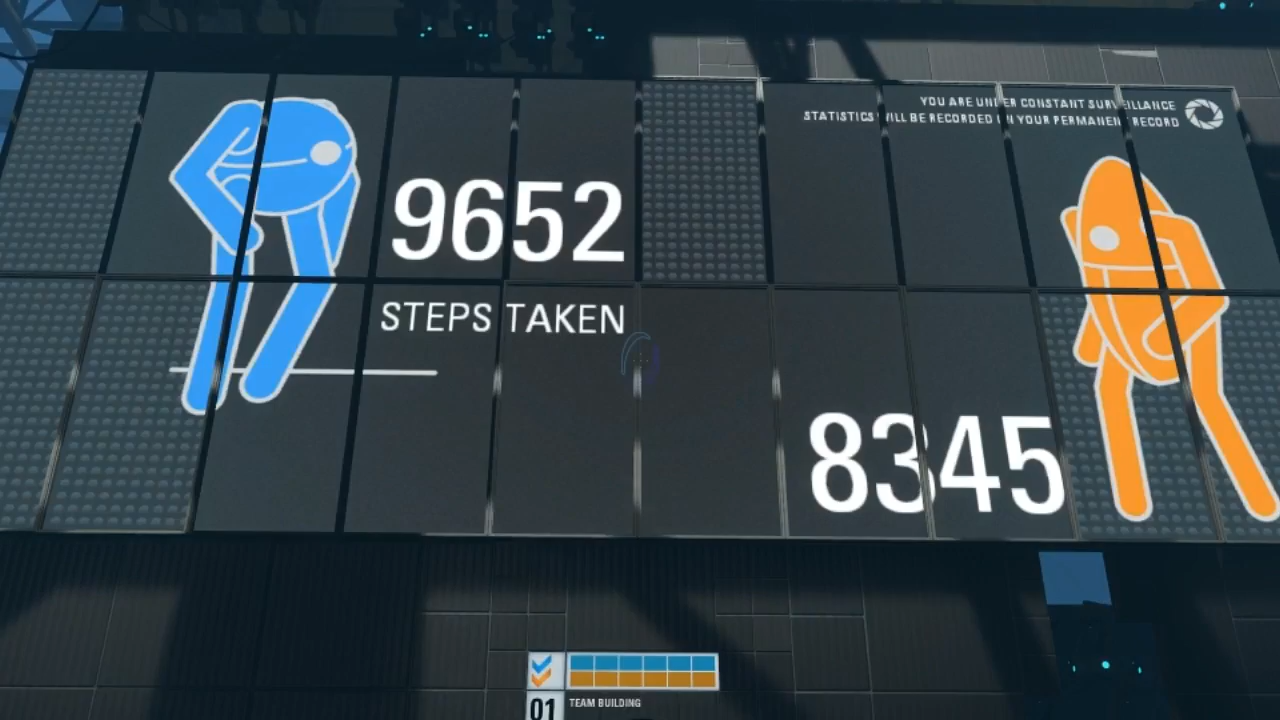 YOU ARE UNDER CONSTANT SURVEILLANCE
STATISTICS WILL BE RECORDED ON YOUR PERMANENT RECORD
9652
STEPS TAKEN
8345
01
TEAM BUILDING